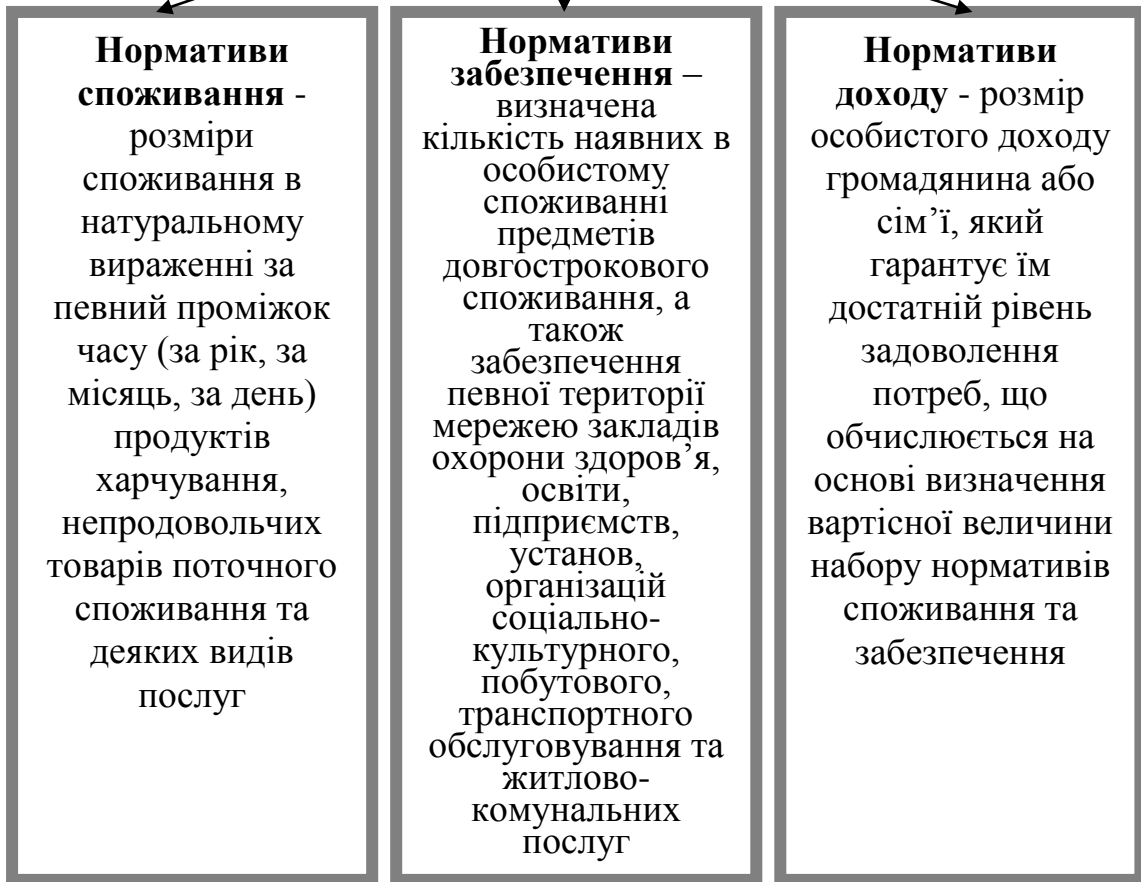 Нормативи
споживання -
розміри
споживання в
натуральному
вираженні за
певний проміжок
часу (за рік, за
місяць, за день)
продуктів
харчування,
непродовольчих
товарів поточного
споживання та
деяких видів
послуг
Нормативи
забезпечення –
визначена
кількість наявних в
особистому
споживанні
предметів
довгострокового
споживання, а
також
забезпечення
певної території
мережею закладів
охорони здоров’я,
освіти,
підприємств,
установ,
організацій
соціально-
культурного,
побутового,
транспортного
обслуговування та
житлово-
комунальних
послуг
Нормативи
доходу - розмір
особистого доходу
громадянина або
сім’ї, який
гарантує їм
достатній рівень
задоволення
потреб, що
обчислюється на
основі визначення
вартісної величини
набору нормативів
споживання та
забезпечення